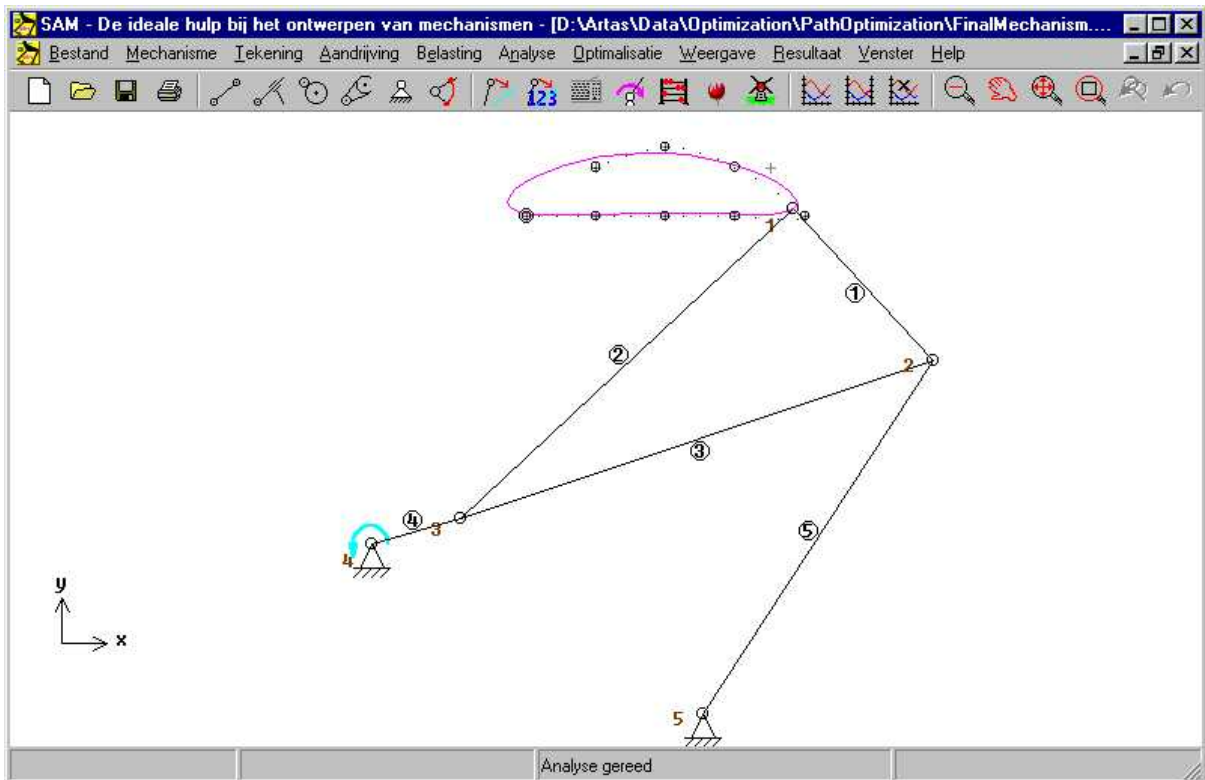 SAM - De ideale hulp bij het ontwerpen van mechanismen - [D:\Artas\Data\Optimization\PathOptimization\FinalMechanism....
Bestand Mechanisme Tekening Aandrijving Belasting Analyse Optimalisatie Weergave Resultaat Venster Help
123
1
1
2
2
3
4
3
5
4
y
x
5
Analyse gereed